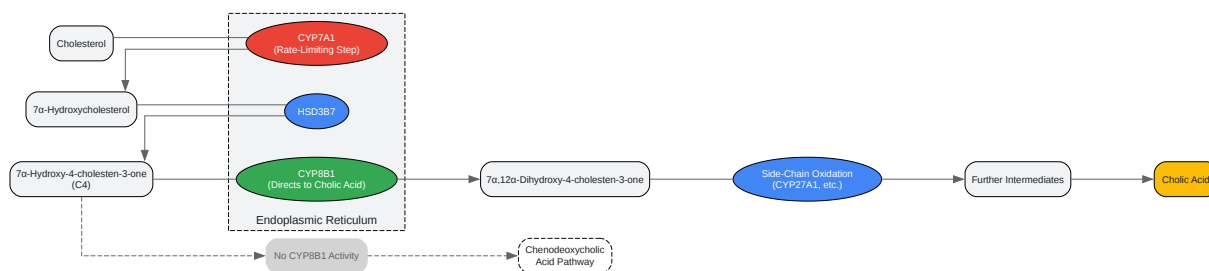 Cholesterol
CYP7A1
(Rate-Limiting Step)
7α-Hydroxycholesterol
HSD3B7
7α-Hydroxy-4-cholesten-3-one
(C4)
CYP8B1
(Directs to Cholic Acid)
7α,12α-Dihydroxy-4-cholesten-3-one
Side-Chain Oxidation
(CYP27A1, etc.)
Further Intermediates
Cholic Acid
Endoplasmic Reticulum
No CYP8B1 Activity
Chenodeoxycholic
Acid Pathway